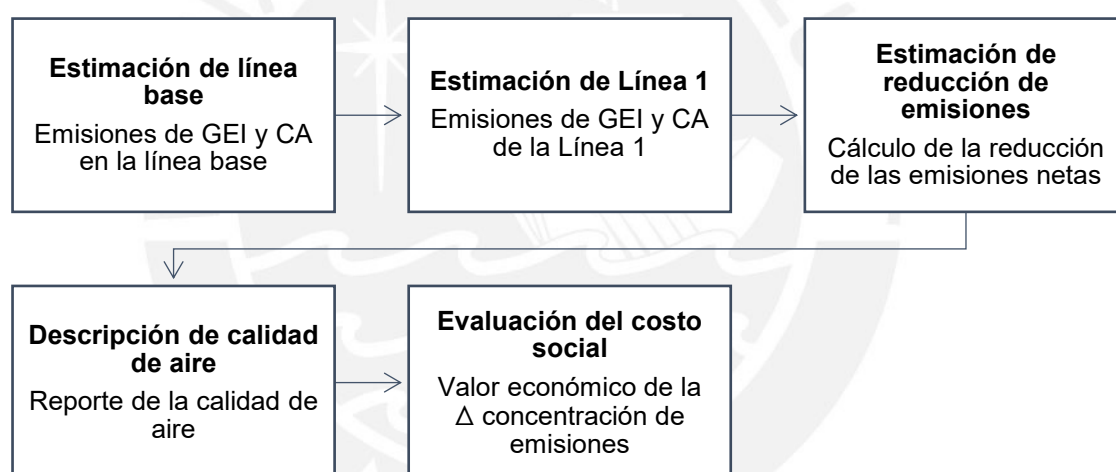 Estimación de línea
base
Emisiones de GEI y CA
en la línea base
Estimación de Línea 1
Emisiones de GEI y CA
de la Línea 1
Estimación de
reducción de
emisiones
Cálculo de la reducción
de las emisiones netas
Descripción de calidad
de aire
Reporte de la calidad de
aire
Evaluación del costo
social
Valor económico de la
Δ concentración de
emisiones